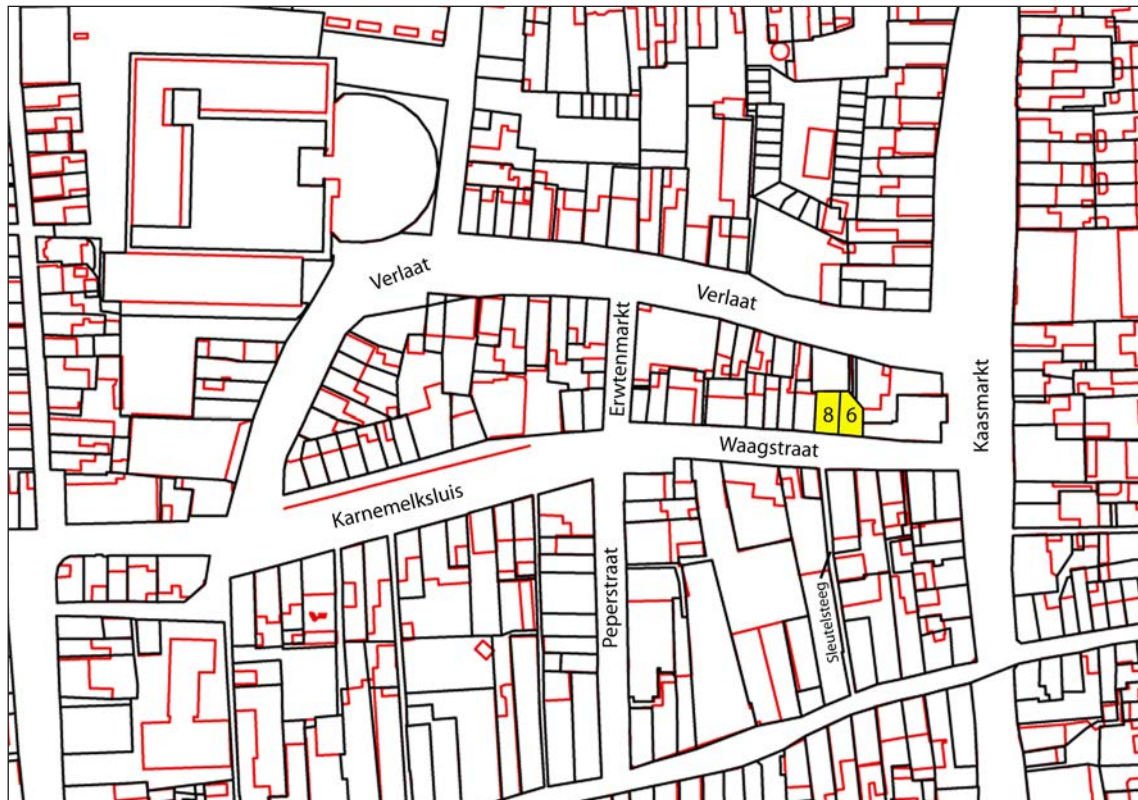 Verlaat
Verlaat
Erwtenmarkt
Kaasmarkt
8
6
Waagstraat
Karnemelksluis
Peperstraat
Sleutelsteeg